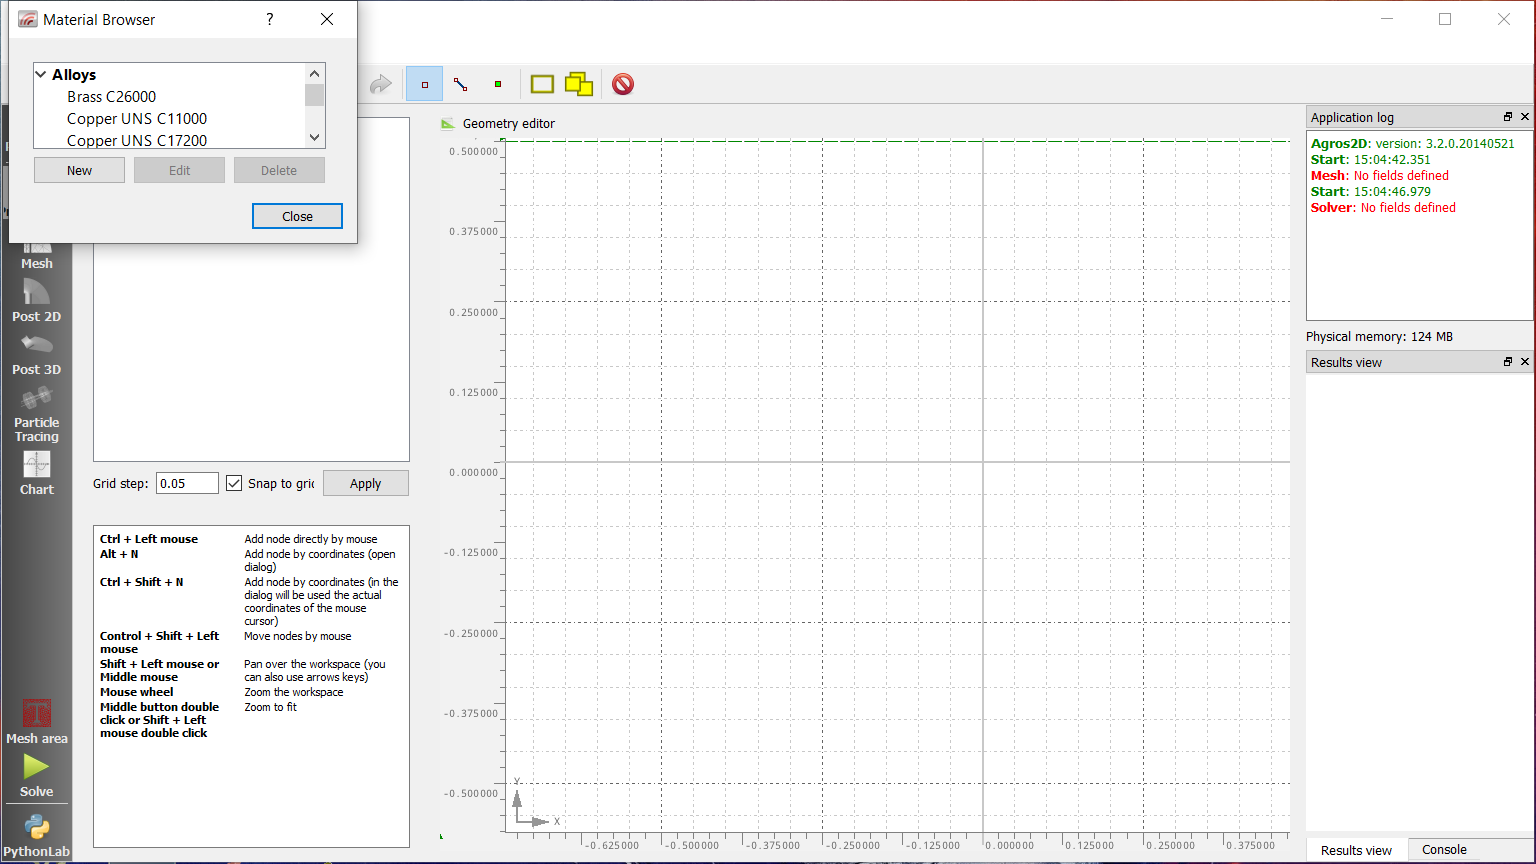 Material Browser
?
Alloys
Brass C26000
Copper UNS C11000
Copper UNS C17200
New
Edit
Delete
Close
Mesh
Post 2D
Post 3D
Particle
Tracing
Chart
Mesh area
Solve
PythonLab
Grid step:
0.05
Snap to grid
Apply
Ctrl + Left mouse Add node directly by mouse
Alt + N Add node by coordinates (open
dialog)
Ctrl + Shift + N Add node by coordinates (in the
dialog will be used the actual
coordinates of the mouse
cursor)
Control + Shift + Left Move nodes by mouse
mouse
Shift + Left mouse or Pan over the workspace (you
Middle mouse can also use arrows keys)
Mouse wheel Zoom the workspace
Middle button double Zoom to fit
click or Shift + Left
mouse double click
Geometry editor
0.500000
0.375000
0.250000
0.125000
0.000000
-0.125000
-0.250000
-0.375000
-0.500000
Y
X
-0.625000
-0.500000
-0.375000
-0.250000
-0.125000
0.000000
0.125000
0.250000
0.375000
Application log
Agros2D: version: 3.2.0.20140521
Start: 15:04:42.351
Mesh: No fields defined
Start: 15:04:46.979
Solver: No fields defined
Physical memory: 124 MB
Results view
Results view
Console